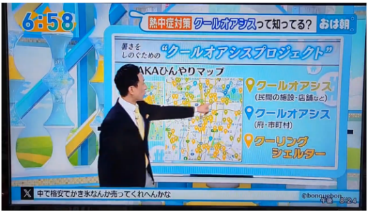 6:58
熱中症対策 クールオアシスって知ってる? おは朝
暑さを
しのぐための
“クールオアシスプロジェクト”
AKAひんやりマップ
クールオアシス
(民間の施設・店舗など)
クールオアシス
(府・市町村)
クーリング
シェルター
X 中で格安でかき氷なんか売ってくれへんかな